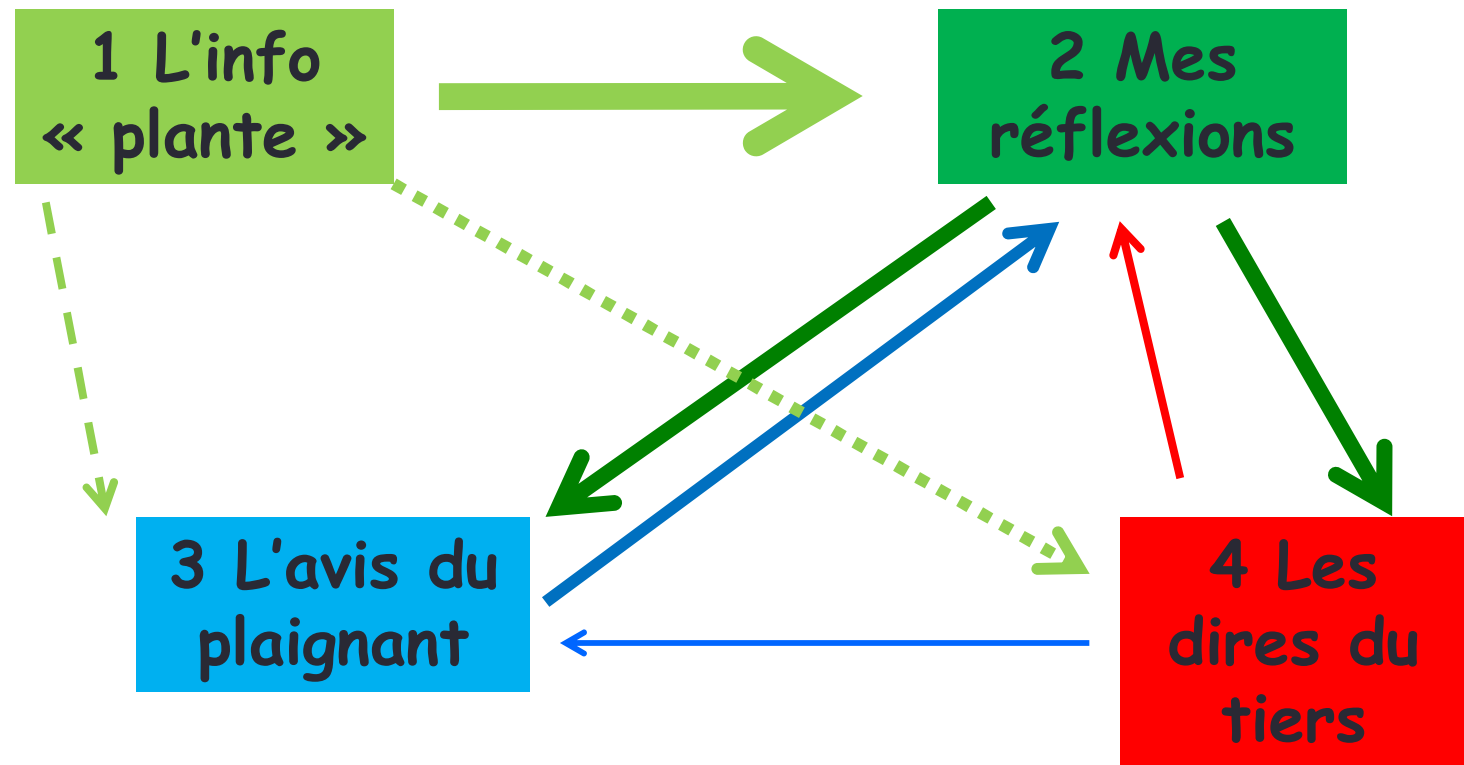 1 L’info
« plante »
2 Mes
réflexions
3 L’avis du
plaignant
4 Les
dires du
tiers